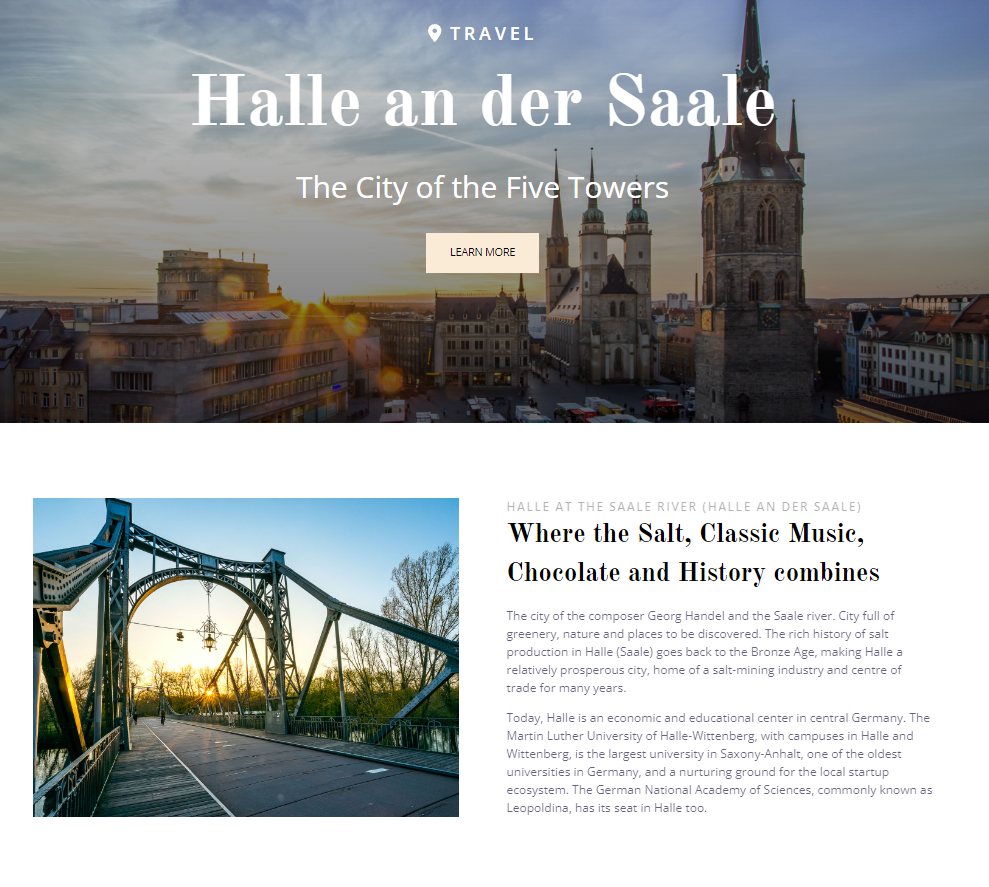 TRAVEL
Halle an der Saale
The City of the Five Towers
LEARN MORE
HALLE AT THE SAALE RIVER (HALLE AN DER SAALE)
Where the Salt, Classic Music,
Chocolate and History combines
The city of the composer Georg Handel and the Saale river. City full of
greenery, nature and places to be discovered. The rich history of salt
production in Halle (Saale) goes back to the Bronze Age, making Halle a
relatively prosperous city, home of a salt-mining industry and centre of
trade for many years.
Today, Halle is an economic and educational center in central Germany. The
Martin Luther University of Halle-Wittenberg, with campuses in Halle and
Wittenberg, is the largest university in Saxony-Anhalt, one of the oldest
universities in Germany, and a nurturing ground for the local startup
ecosystem. The German National Academy of Sciences, commonly known as
Leopoldina, has its seat in Halle too.